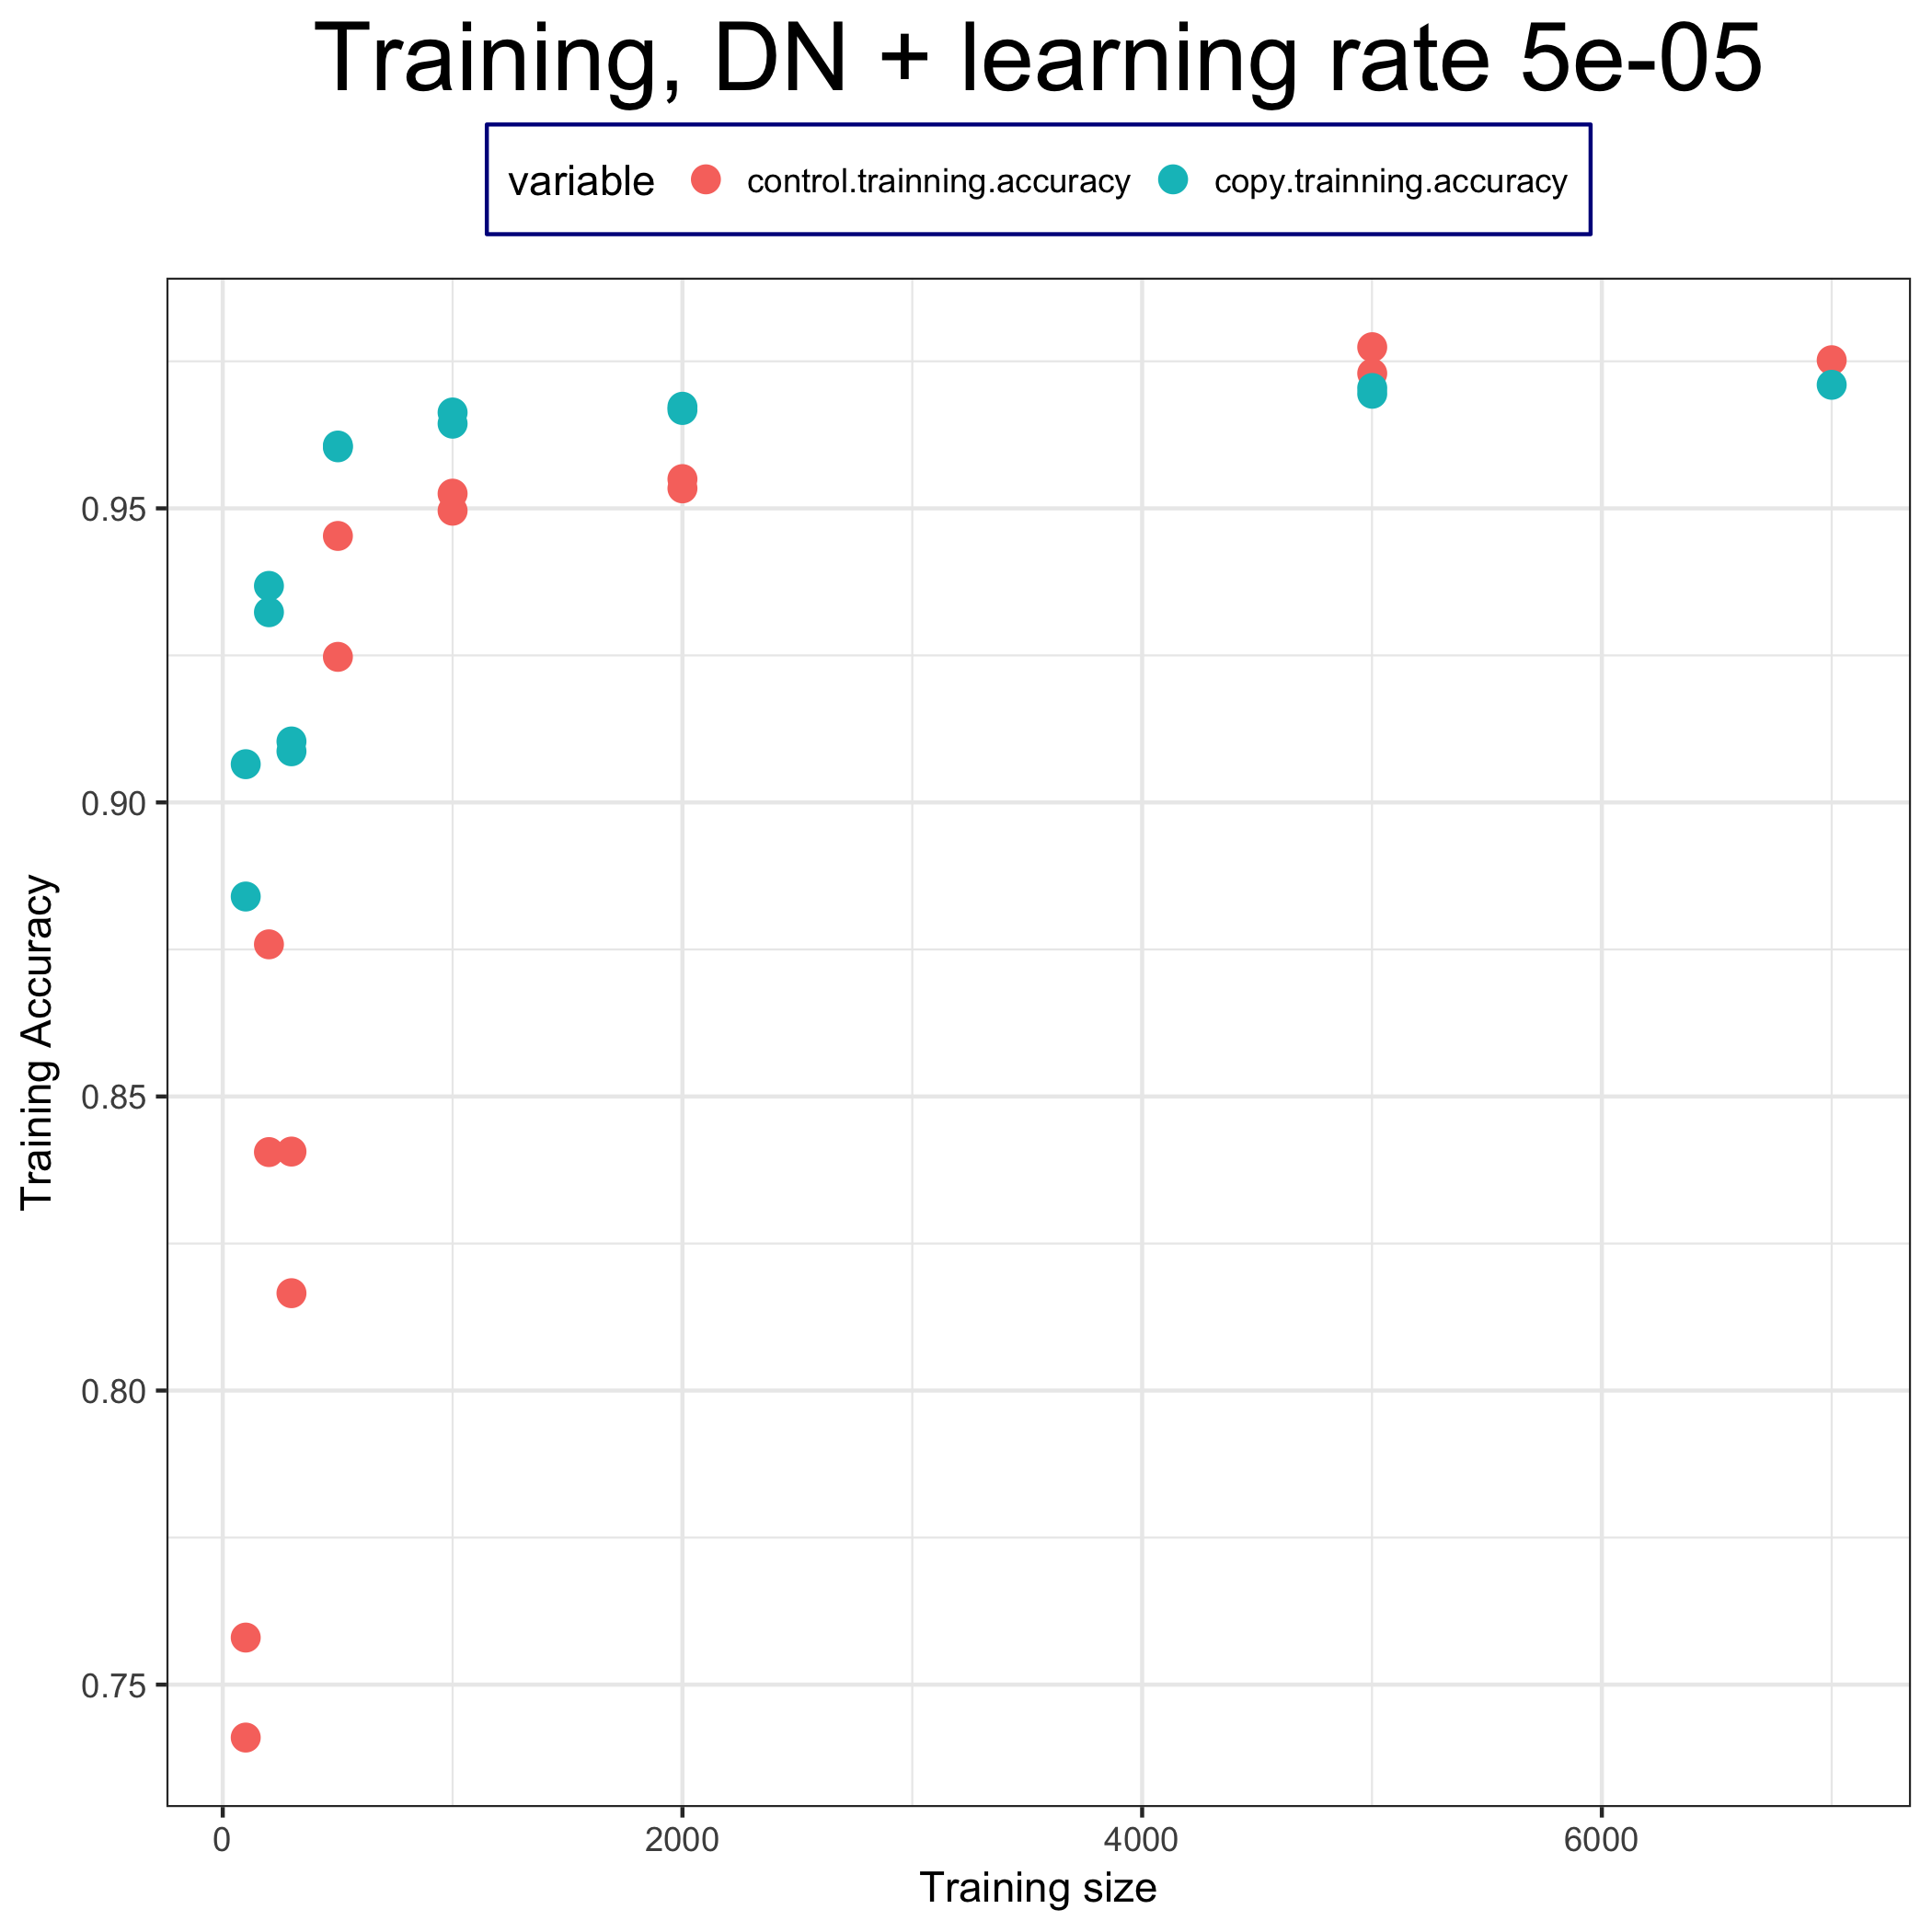 Training, DN + learning rate 5e-05
variable control.trainning.accuracy copy.trainning.accuracy
0.95
0.90
0.85
0.80
0.75
Training Accuracy
0 2000 4000 6000
Training size